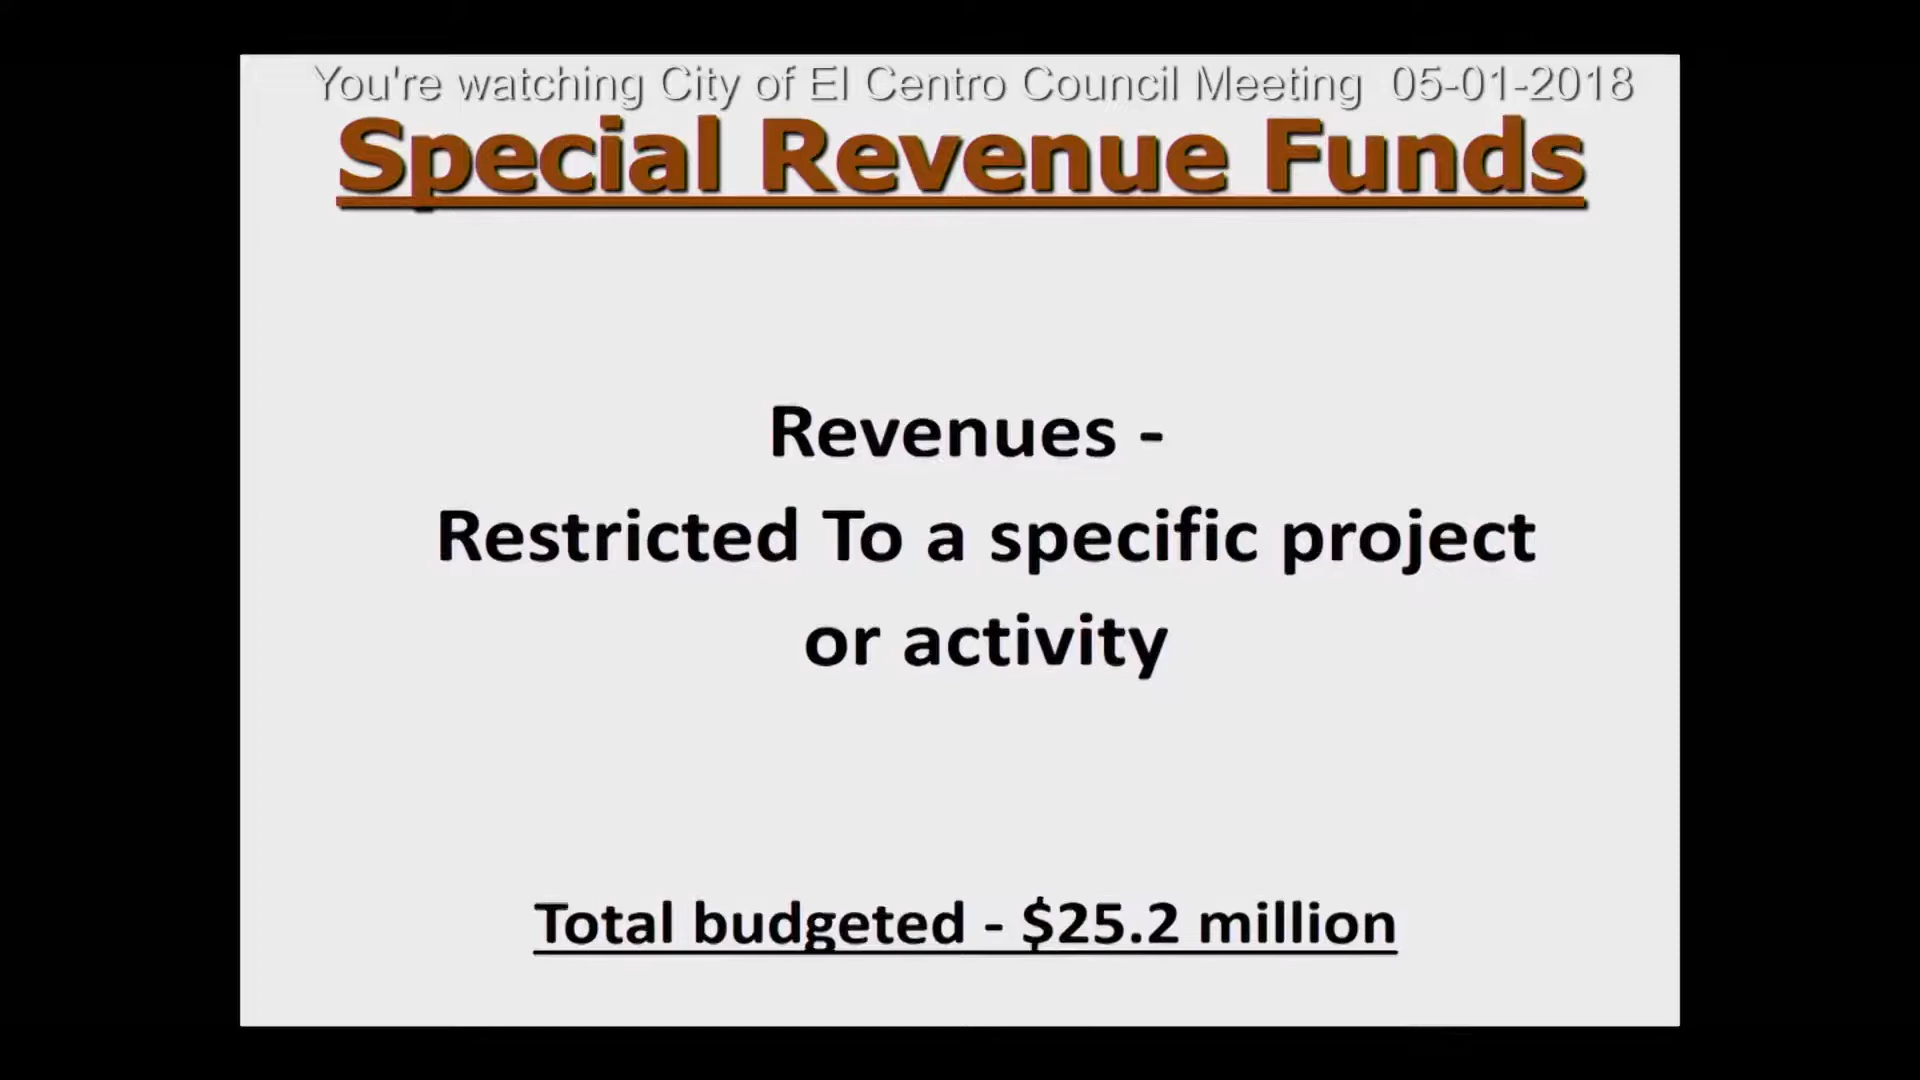 You're watching City of El Centro Council Meeting 05-01-2018
Special Revenue Funds
Revenues -
Restricted To a specific project
or activity
Total budgeted - $25.2 million